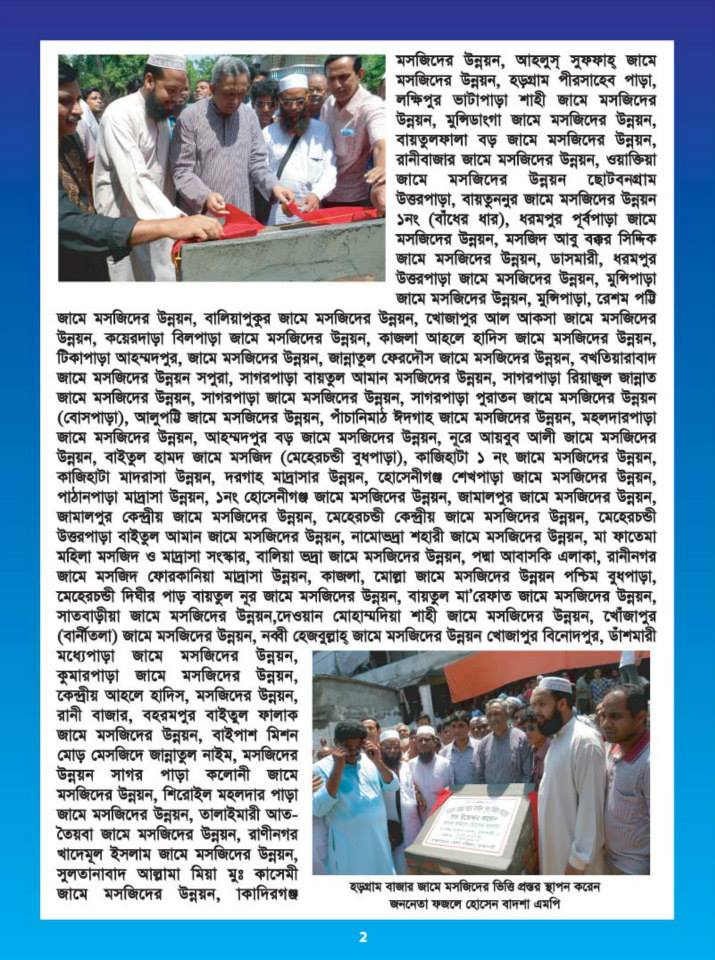 মসজিদের উন্নয়ন, আহলুস্ সুফফাহ্ জামে
মসজিদের উন্নয়ন, হড়গ্রাম পীরসাহেব পাড়া,
লক্ষিপুর ভাটাপাড়া শাহী জামে মসজিদের
উন্নয়ন, মুন্সিডাংগা জামে মসজিদের উন্নয়ন,
বায়তুলফালা বড় জামে মসজিদের উন্নয়ন,
রানীবাজার জামে মসজিদের উন্নয়ন, ওয়াক্তিয়া
জামে মসজিদের উন্নয়ন ছোটবনগ্রাম
উত্তরপাড়া, বায়তুননুর জামে মসজিদের উন্নয়ন
১নং (বাঁধের ধার), ধরমপুর পূর্বপাড়া জামে
মসজিদের উন্নয়ন, মসজিদ আবু বক্কর সিদ্দিক
জামে মসজিদের উন্নয়ন, ডাসমারী, ধরমপুর
উত্তরপাড়া জামে মসজিদের উন্নয়ন, মুন্সিপাড়া
জামে মসজিদের উন্নয়ন, মুন্সিপাড়া, রেশম পট্টি
জামে মসজিদের উন্নয়ন, বালিয়াপুকুর জামে মসজিদের উন্নয়ন, খোজাপুর আল আকসা জামে মসজিদের
উন্নয়ন, কয়েরদাড়া বিলপাড়া জামে মসজিদের উন্নয়ন, কাজলা আহলে হাদিস জামে মসজিদের উন্নয়ন,
টিকাপাড়া আহম্মদপুর, জামে মসজিদের উন্নয়ন, জান্নাতুল ফেরদৌস জামে মসজিদের উন্নয়ন, বখতিয়ারাবাদ
জামে মসজিদের উন্নয়ন সপুরা, সাগরপাড়া বায়তুল আমান মসজিদের উন্নয়ন, সাগরপাড়া রিয়াজুল জান্নাত
জামে মসজিদের উন্নয়ন, সাগরপাড়া জামে মসজিদের উন্নয়ন, সাগরপাড়া পুরাতন জামে মসজিদের উন্নয়ন
(বোসপাড়া), আলুপট্টি জামে মসজিদের উন্নয়ন, পাঁচানিমাঠ ঈদগাহ জামে মসজিদের উন্নয়ন, মহলদারপাড়া
জামে মসজিদের উন্নয়ন, আহম্মদপুর বড় জামে মসজিদের উন্নয়ন, নূরে আয়বুব আলী জামে মসজিদের
উন্নয়ন, বাইতুল হামদ জামে মসজিদ (মেহেরচন্ডী বুধপাড়া), কাজিহাটা ১ নং জামে মসজিদের উন্নয়ন,
কাজিহাটা মাদরাসা উন্নয়ন, দরগাহ মাদ্রাসার উন্নয়ন, হোসেনীগঞ্জ শেখপাড়া জামে মসজিদের উন্নয়ন,
পাঠানপাড়া মাদ্রাসা উন্নয়ন, ১নং হোসেনীগঞ্জ জামে মসজিদের উন্নয়ন, জামালপুর জামে মসজিদের উন্নয়ন,
জামালপুর কেন্দ্রীয় জামে মসজিদের উন্নয়ন, মেহেরচন্ডী কেন্দ্রীয় জামে মসজিদের উন্নয়ন, মেহেরচন্ডী
উত্তরপাড়া বাইতুল আমান জামে মসজিদের উন্নয়ন, নামোভদ্রা শহারী জামে মসজিদের উন্নয়ন, মা ফাতেমা
মহিলা মসজিদ ও মাদ্রাসা সংস্কার, বালিয়া ভদ্রা জামে মসজিদের উন্নয়ন, পদ্মা আবাসকি এলাকা, রানীনগর
জামে মসজিদ ফোরকানিয়া মাদ্রাসা উন্নয়ন, কাজলা, মোল্লা জামে মসজিদের উন্নয়ন পশ্চিম বুধপাড়া,
মেহেরচন্ডী দিঘীর পাড় বায়তুল নূর জামে মসজিদের উন্নয়ন, বায়তুল মা'রেফাত জামে মসজিদের উন্নয়ন,
সাতবাড়ীয়া জামে মসজিদের উন্নয়ন,দেওয়ান মোহাম্মদিয়া শাহী জামে মসজিদের উন্নয়ন, খোঁজাপুর
(বার্নীতলা) জামে মসজিদের উন্নয়ন, নব্বী হেজবুল্লাহ্ জামে মসজিদের উন্নয়ন খোজাপুর বিনোদপুর, ডাঁশমারী
মধ্যেপাড়া জামে মসজিদের উন্নয়ন,
কুমারপাড়া জামে মসজিদের উন্নয়ন,
কেন্দ্রীয় আহলে হাদিস, মসজিদের উন্নয়ন,
রানী বাজার, বহরমপুর বাইতুল ফালাক
জামে মসজিদের উন্নয়ন, বাইপাশ মিশন
মোড় মেসজিদে জান্নাতুল নাইম, মসজিদের
উন্নয়ন সাগর পাড়া কলোনী জামে
মসজিদের উন্নয়ন, শিরোইল মহলদার পাড়া
জামে মসজিদের উন্নয়ন, তালাইমারী আত-
তৈয়বা জামে মসজিদের উন্নয়ন, রাণীনগর
খাদেমূল ইসলাম জামে মসজিদের উন্নয়ন,
সুলতানাবাদ আল্লামা মিয়া মুঃ কাসেমী
জামে মসজিদের উন্নয়ন, াকাদিরগঞ্জ
হড়গ্রাম বাজার জামে মসজিদের ভিত্তি প্রস্তর স্থাপন করেন
জননেতা ফজলে হোসেন বাদশা এমপি
2